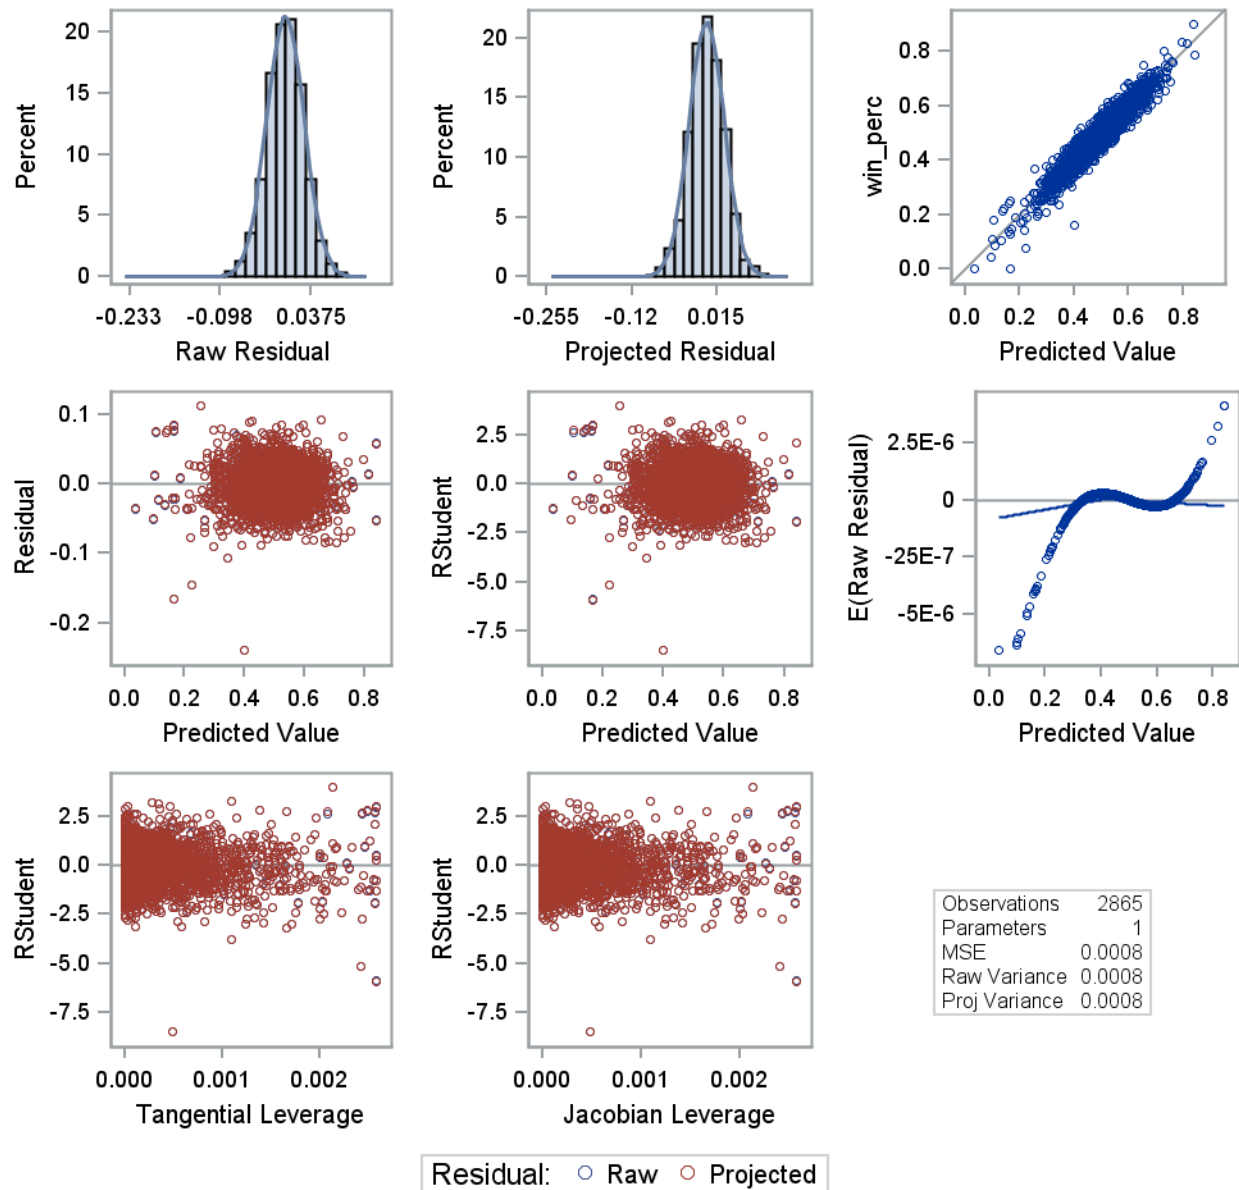 20
15
10
5
0
Percent
-0.233 -0.098 0.0375
Raw Residual
20
15
10
5
0
Percent
-0.255 -0.12 0.015
Projected Residual
0.8
0.6
0.4
0.2
0.0
win_perc
0.0 0.2 0.4 0.6 0.8
Predicted Value
0.1
0.0
-0.1
-0.2
Residual
0.0 0.2 0.4 0.6 0.8
Predicted Value
2.5
0.0
-2.5
-5.0
-7.5
RStudent
0.0 0.2 0.4 0.6 0.8
Predicted Value
2.5E-6
0
-25E-7
-5E-6
E(Raw Residual)
0.0 0.2 0.4 0.6 0.8
Predicted Value
2.5
0.0
-2.5
-5.0
-7.5
RStudent
0.000 0.001 0.002
Tangential Leverage
2.5
0.0
-2.5
-5.0
-7.5
RStudent
0.000 0.001 0.002
Jacobian Leverage
Observations 2865
Parameters 1
MSE 0.0008
Raw Variance 0.0008
Proj Variance 0.0008
Residual: Raw Projected